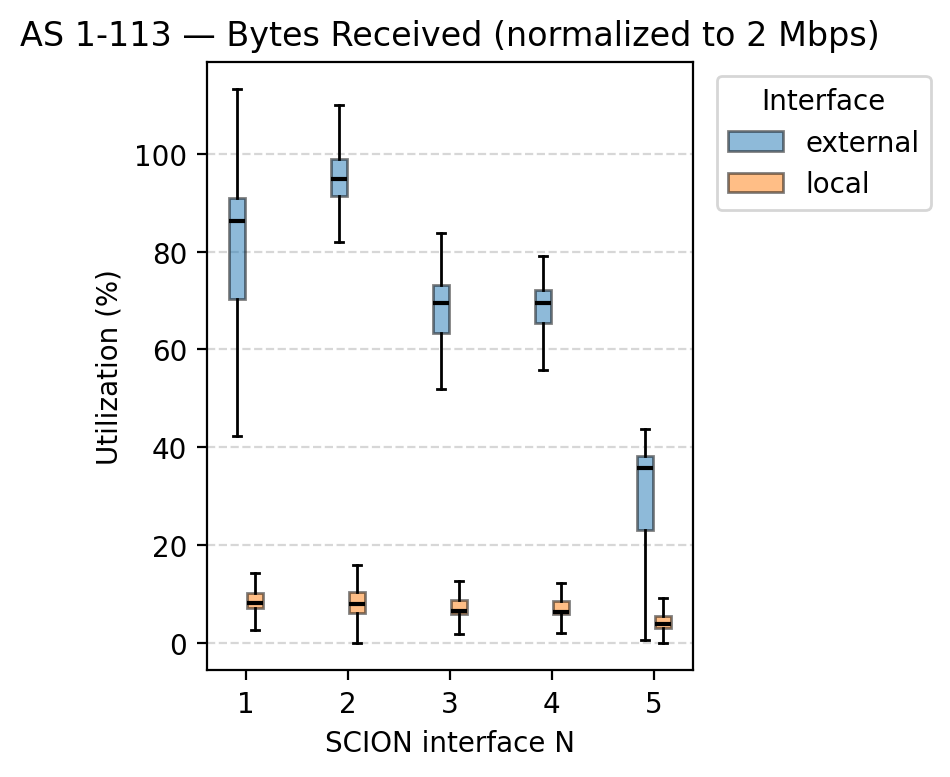 AS 1-113 — Bytes Received (normalized to 2 Mbps)
Interface
external
local
Utilization (%)
100
80
60
40
20
0
1 2 3 4 5
SCION interface N